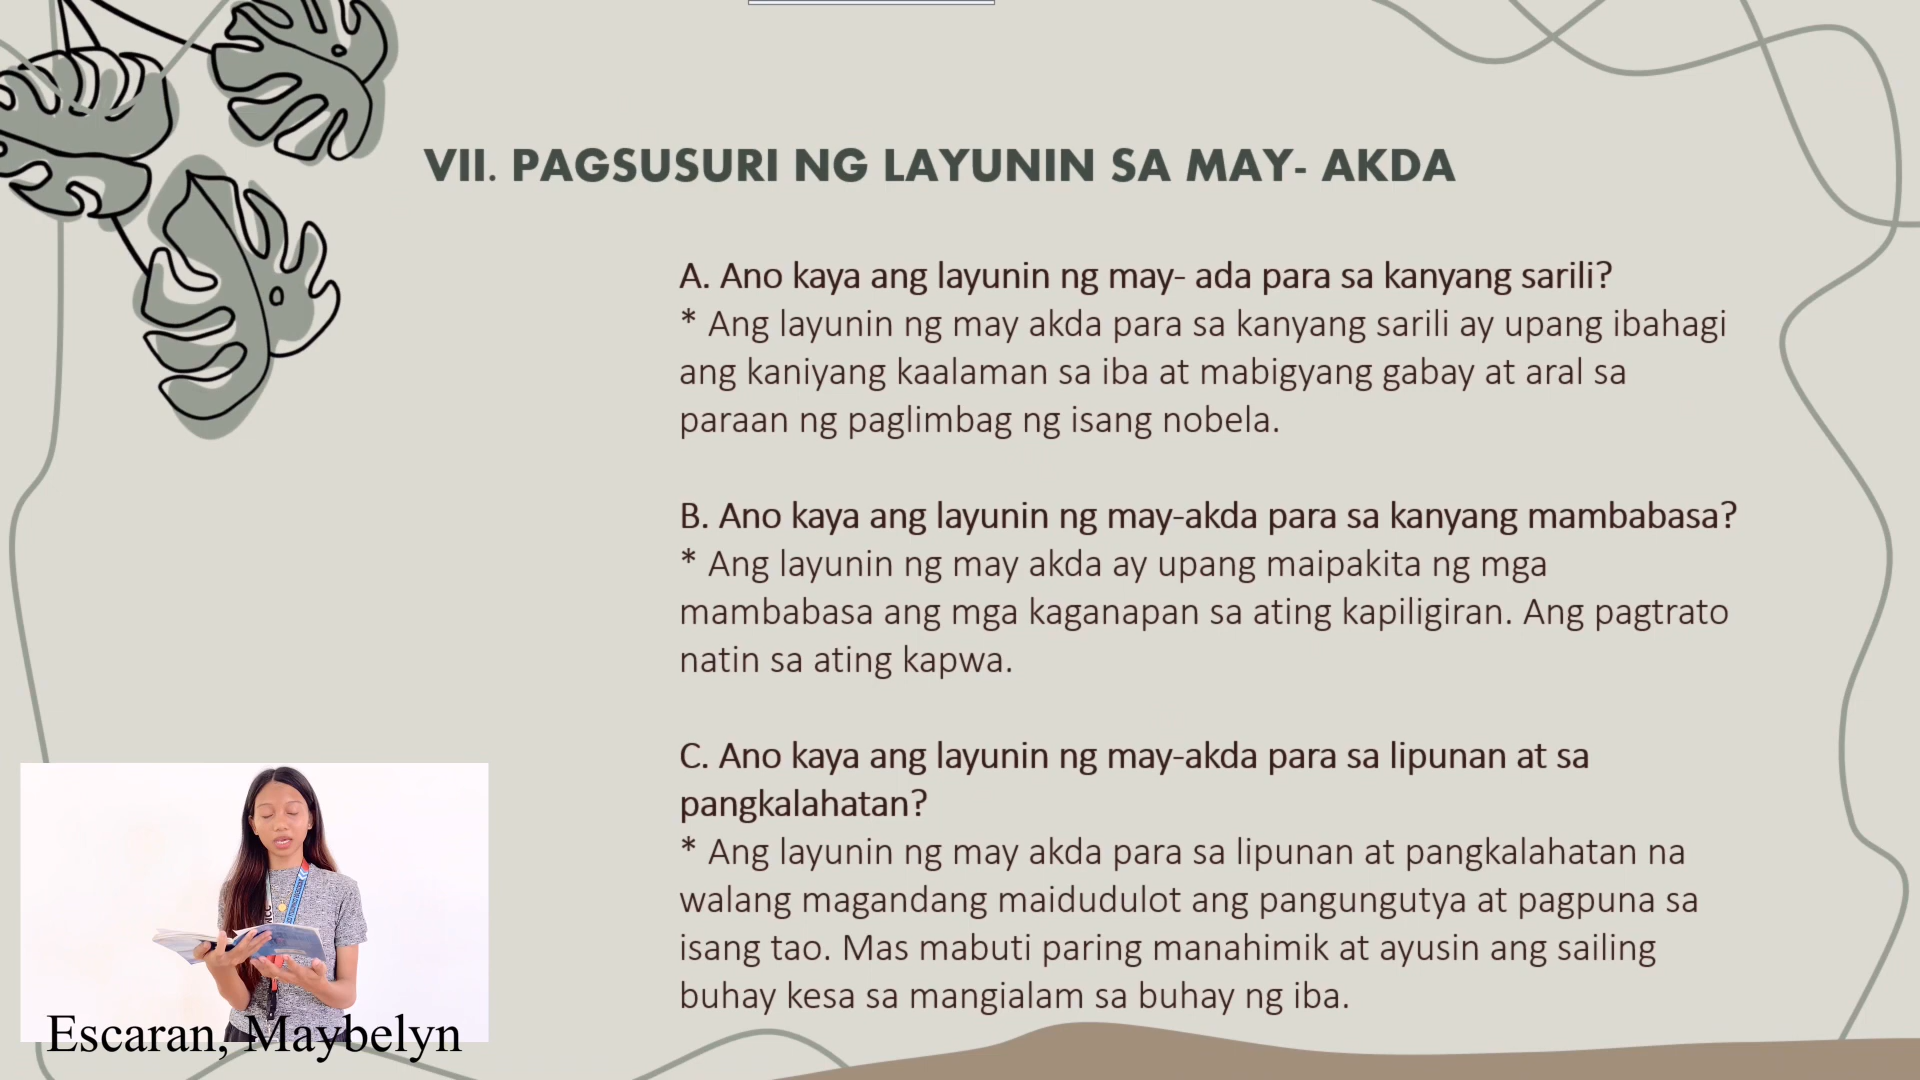 VII. PAGSUSURI NG LAYUNIN SA MAY- AKDA
A. Ano kaya ang layunin ng may- ada para sa kanyang sarili?
* Ang layunin ng may akda para sa kanyang sarili ay upang ibahagi
ang kaniyang kaalaman sa iba at mabigyang gabay at aral sa
paraan ng paglimbag ng isang nobela.
B. Ano kaya ang layunin ng may-akda para sa kanyang mambabasa?
* Ang layunin ng may akda ay upang maipakita ng mga
mambabasa ang mga kaganapan sa ating kapiligiran. Ang pagtrato
natin sa ating kapwa.
C. Ano kaya ang layunin ng may-akda para sa lipunan at sa
pangkalahatan?
* Ang layunin ng may akda para sa lipunan at pangkalahatan na
walang magandang maidudulot ang pangungutya at pagpuna sa
isang tao. Mas mabuti paring manahimik at ayusin ang sailing
buhay kesa sa mangialam sa buhay ng iba.
Escaran, Maybelyn